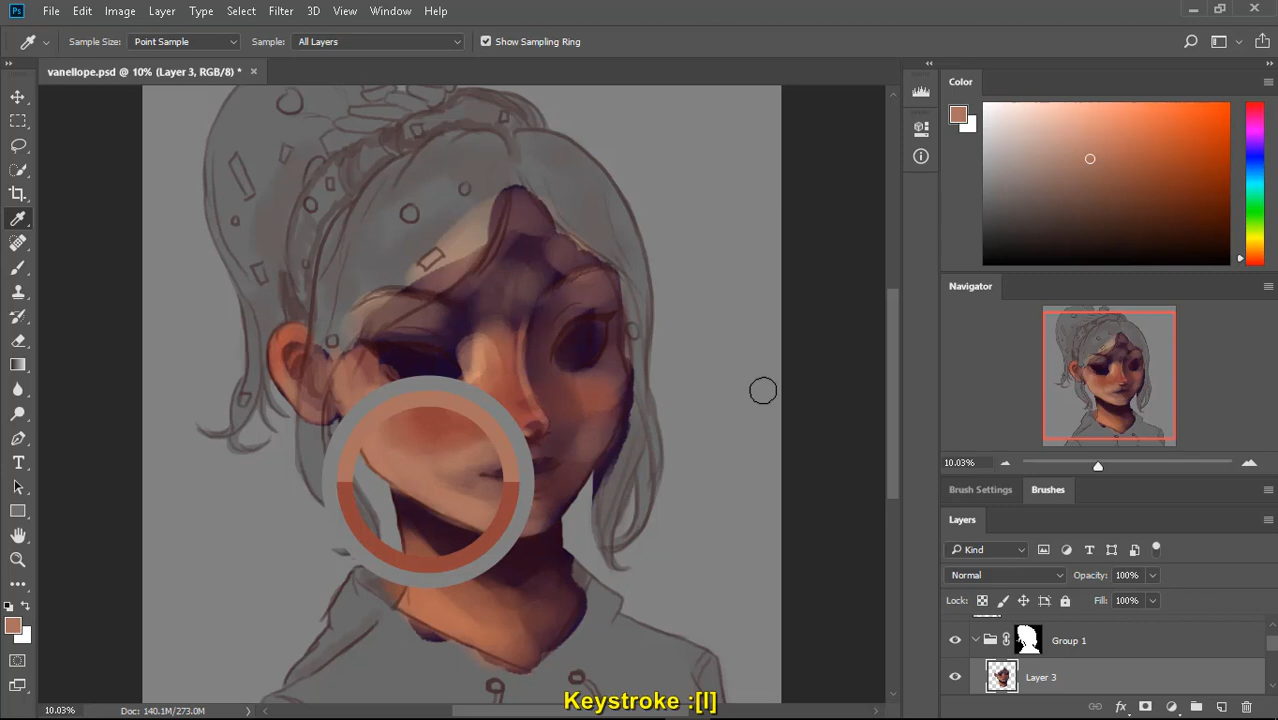 Ps File Edit Image Layer Type Select Filter 3D View Window Help
Sample Size: Point Sample Sample: All Layers Show Sampling Ring
vanellope.psd @ 10% (Layer 3, RGB/8) *
Color
Navigator
10.03%
Brush Settings Brushes
Layers
Kind
Normal Opacity: 100%
Lock: Fill: 100%
Group 1
Layer 3
Keystroke :[I]
10.03% Doc: 140.1M/273.0M